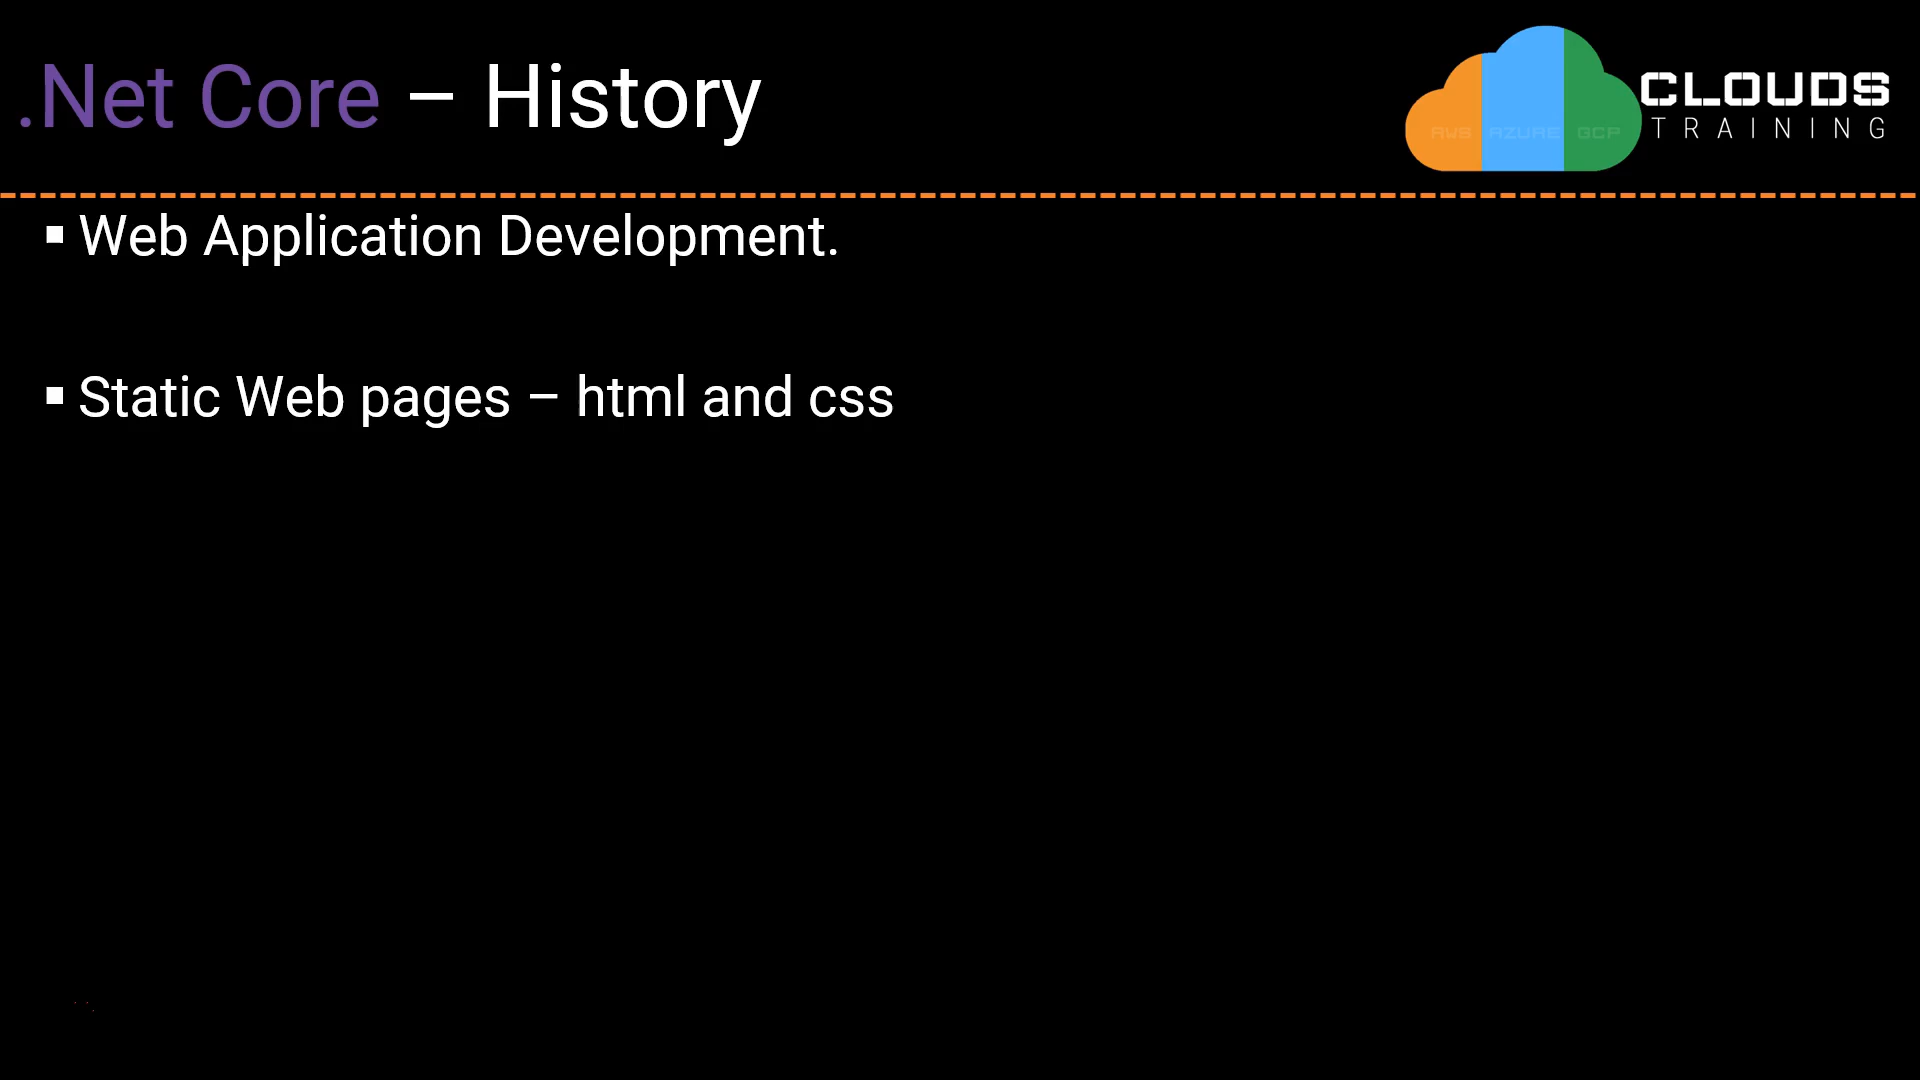 .Net Core – History
CLOUDS
TRAINING
AWS AZURE GCP
▪ Web Application Development.
▪ Static Web pages – html and css